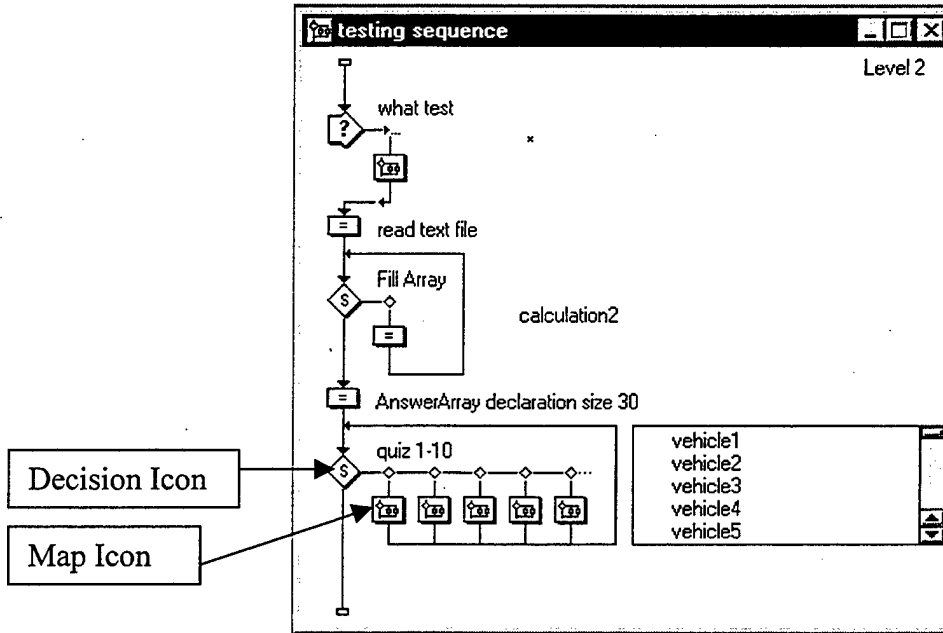 testing sequence
Level 2
what test
?
=
read text file
Fill Array
S
=
calculation2
=
AnswerArray declaration size 30
quiz 1-10
S
Decision Icon
Map Icon
vehicle1
vehicle2
vehicle3
vehicle4
vehicle5